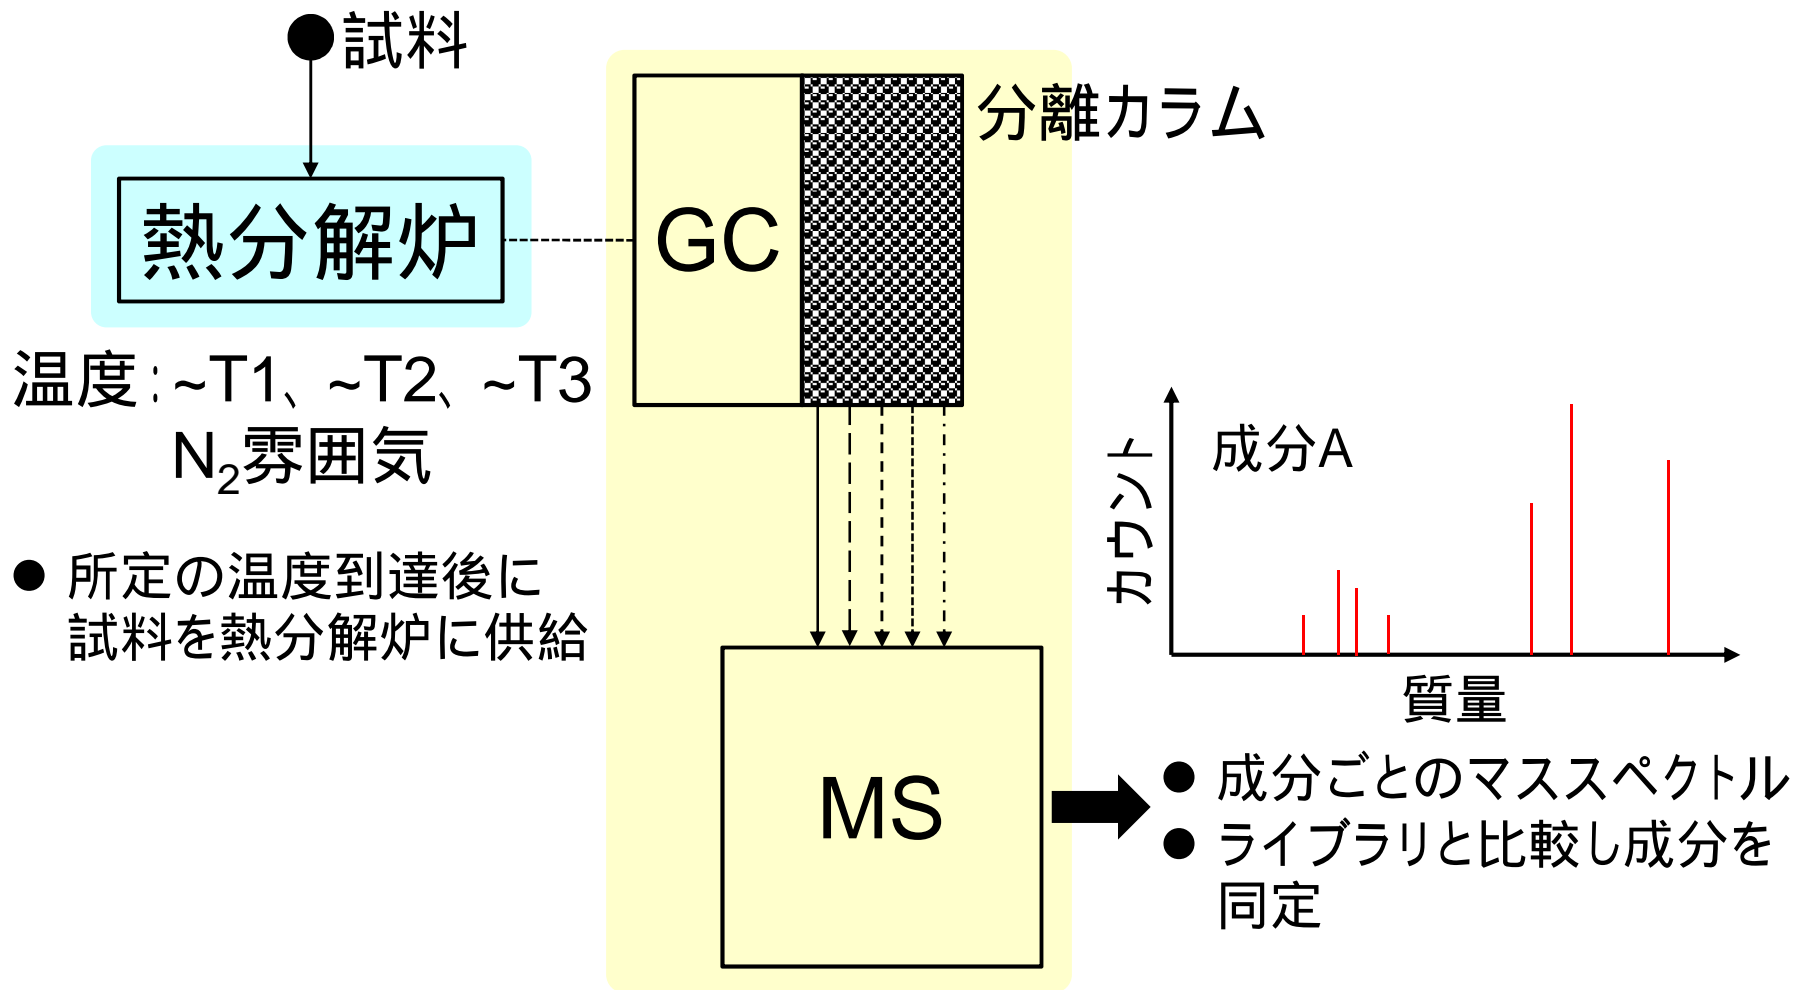 試料
分離カラム
熱分解炉
GC
温度:~T1、~T2、~T3
N₂雰囲気
● 所定の温度到達後に
試料を熱分解炉に供給
MS
成分A
カウント
質量
● 成分ごとのマススペクトル
● ライブラリと比較し成分を
同定